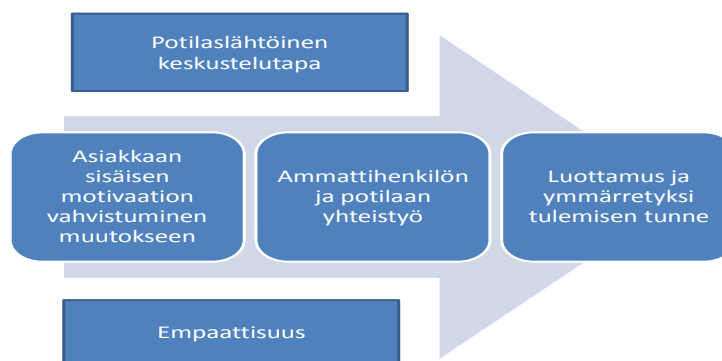 Potilaslähtöinen
keskustelutapa
Asiakkaan
sisäisen
motivaation
vahvistuminen
muutokseen
Ammattihenkilön
ja potilaan
yhteistyö
Luottamus ja
ymmärretyksi
tulemisen tunne
Empaattisuus